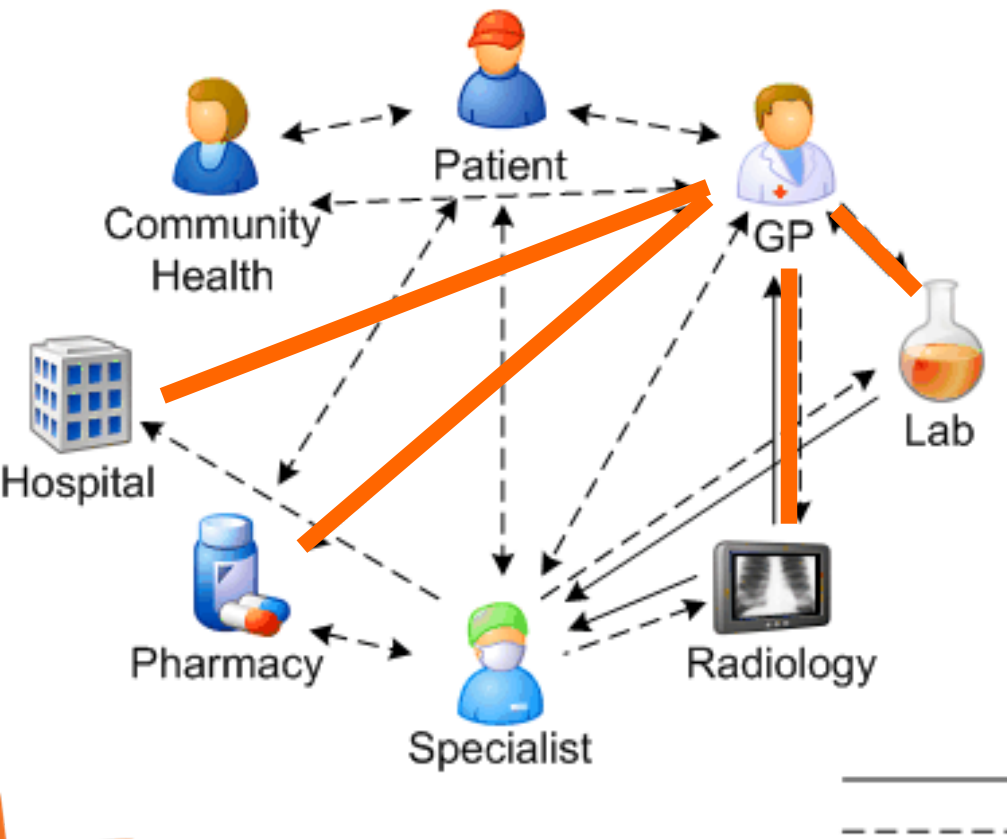 Patient
GP
Community
Health
Hospital
Lab
Pharmacy
Radiology
Specialist